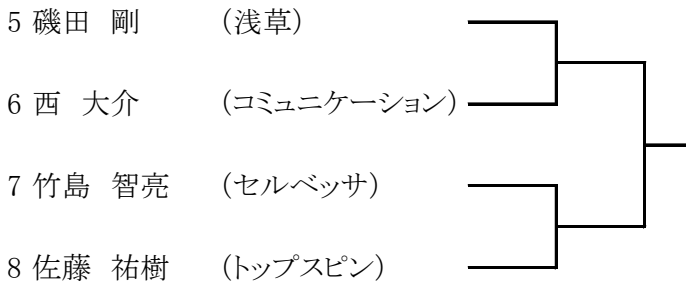 5 磯田　剛　　（浅草）
6 西　大介　　（コミュニケーション）
7 竹島　智亮　　（セルベッサ）
8 佐藤　祐樹　　（トップスピン）